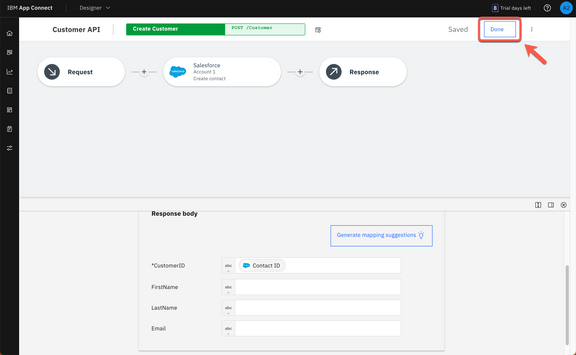 IBM App Connect
Designer
8 Trial days left
AZ
Customer API
Create Customer
POST /Customer
Saved
Done
Request
Salesforce
Account 1
Create contact
Response
Response body
Generate mapping suggestions
*CustomerID
abc
Contact ID
FirstName
abc
LastName
abc
Email
abc